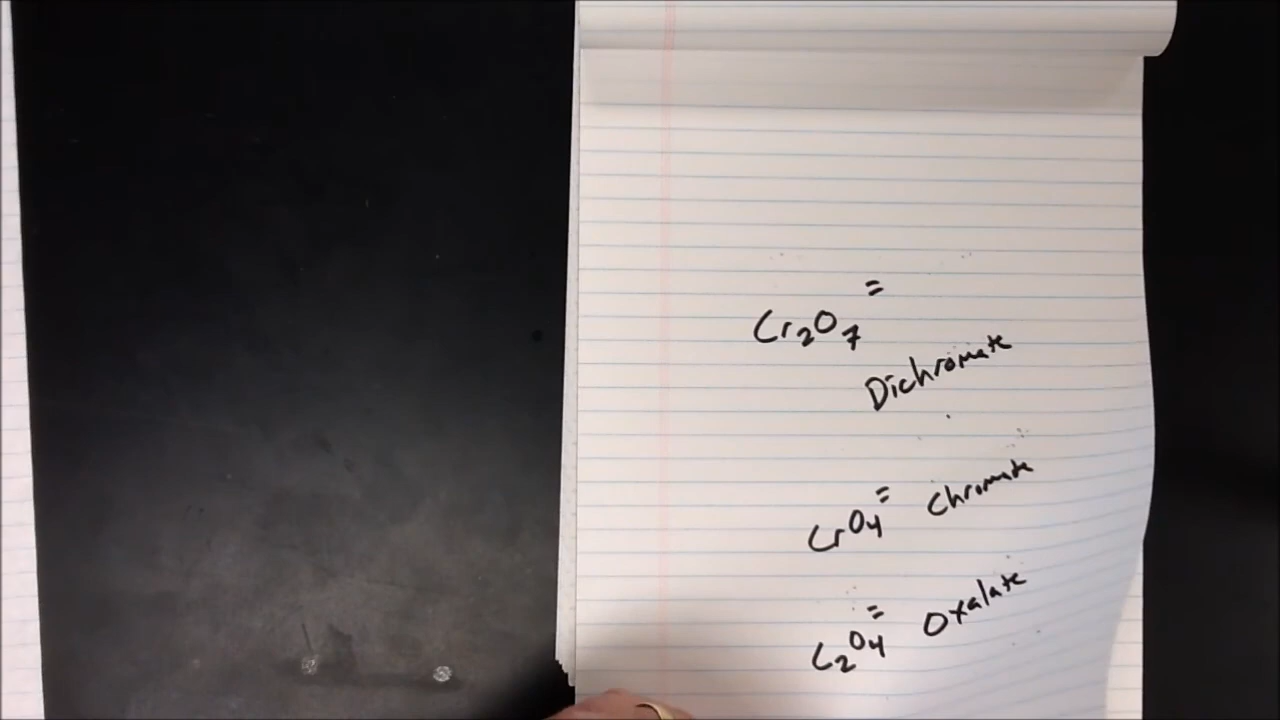 Cr₂O₇⁼
Dichromate
CrO₄⁼ Chromate
C₂O₄⁼ Oxalate